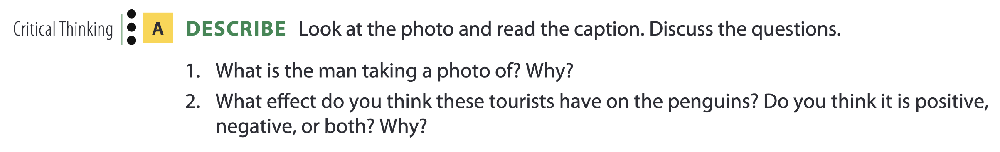 Critical Thinking A DESCRIBE Look at the photo and read the caption. Discuss the questions.
1. What is the man taking a photo of? Why?
2. What effect do you think these tourists have on the penguins? Do you think it is positive,
negative, or both? Why?